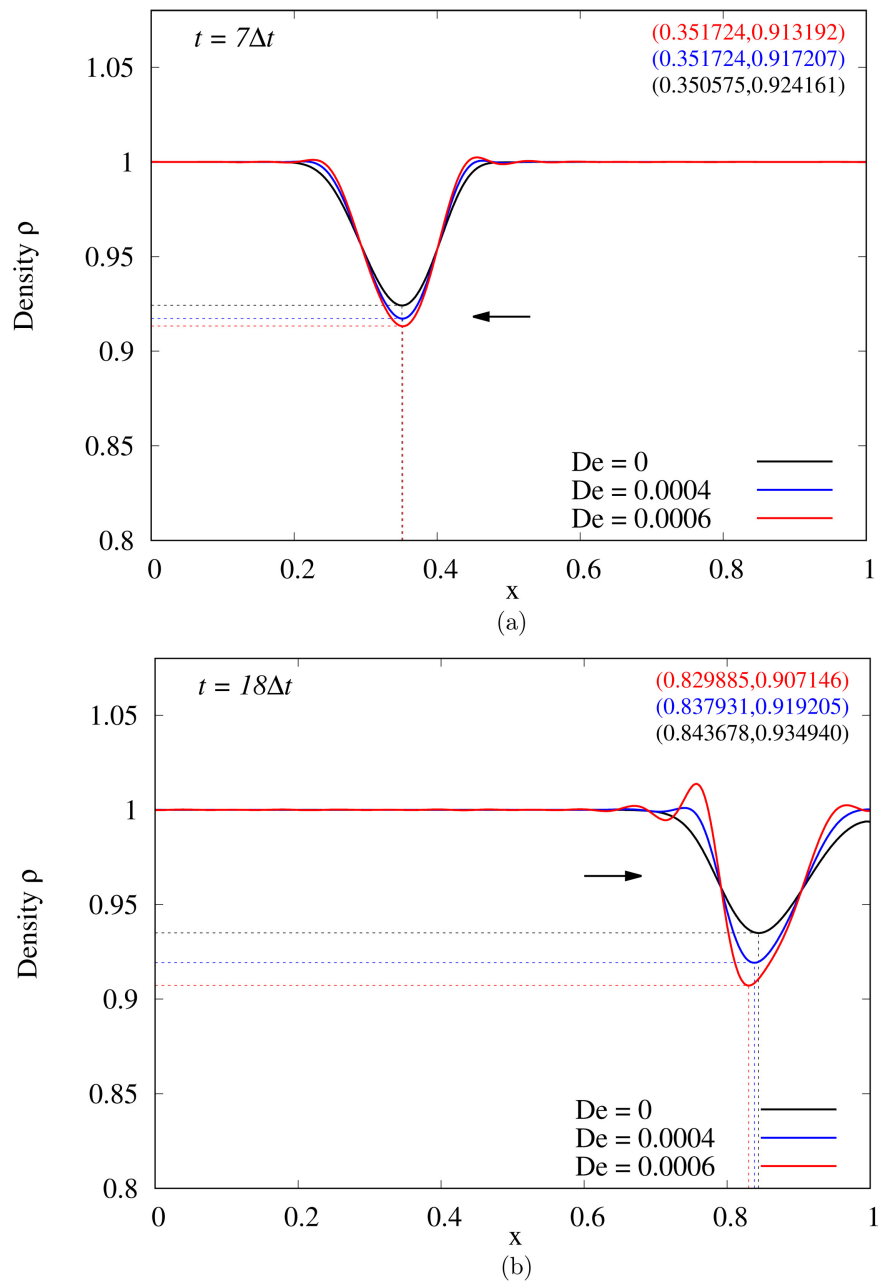 t = 7Δt
(0.351724,0.913192)
(0.351724,0.917207)
(0.350575,0.924161)
1.05
1
0.95
0.9
0.85
0.8
Density ρ
De = 0
De = 0.0004
De = 0.0006
0 0.2 0.4 0.6 0.8 1
x
(a)
t = 18Δt
(0.829885,0.907146)
(0.837931,0.919205)
(0.843678,0.934940)
1.05
1
0.95
0.9
0.85
0.8
Density ρ
De = 0
De = 0.0004
De = 0.0006
0 0.2 0.4 0.6 0.8 1
x
(b)